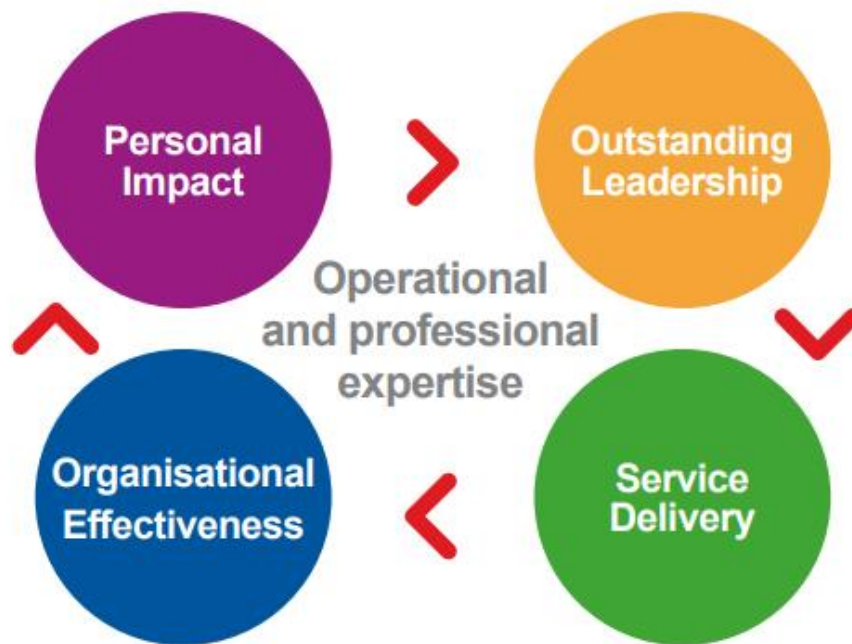 Personal
Impact
Outstanding
Leadership
Operational
and professional
expertise
Organisational
Effectiveness
Service
Delivery